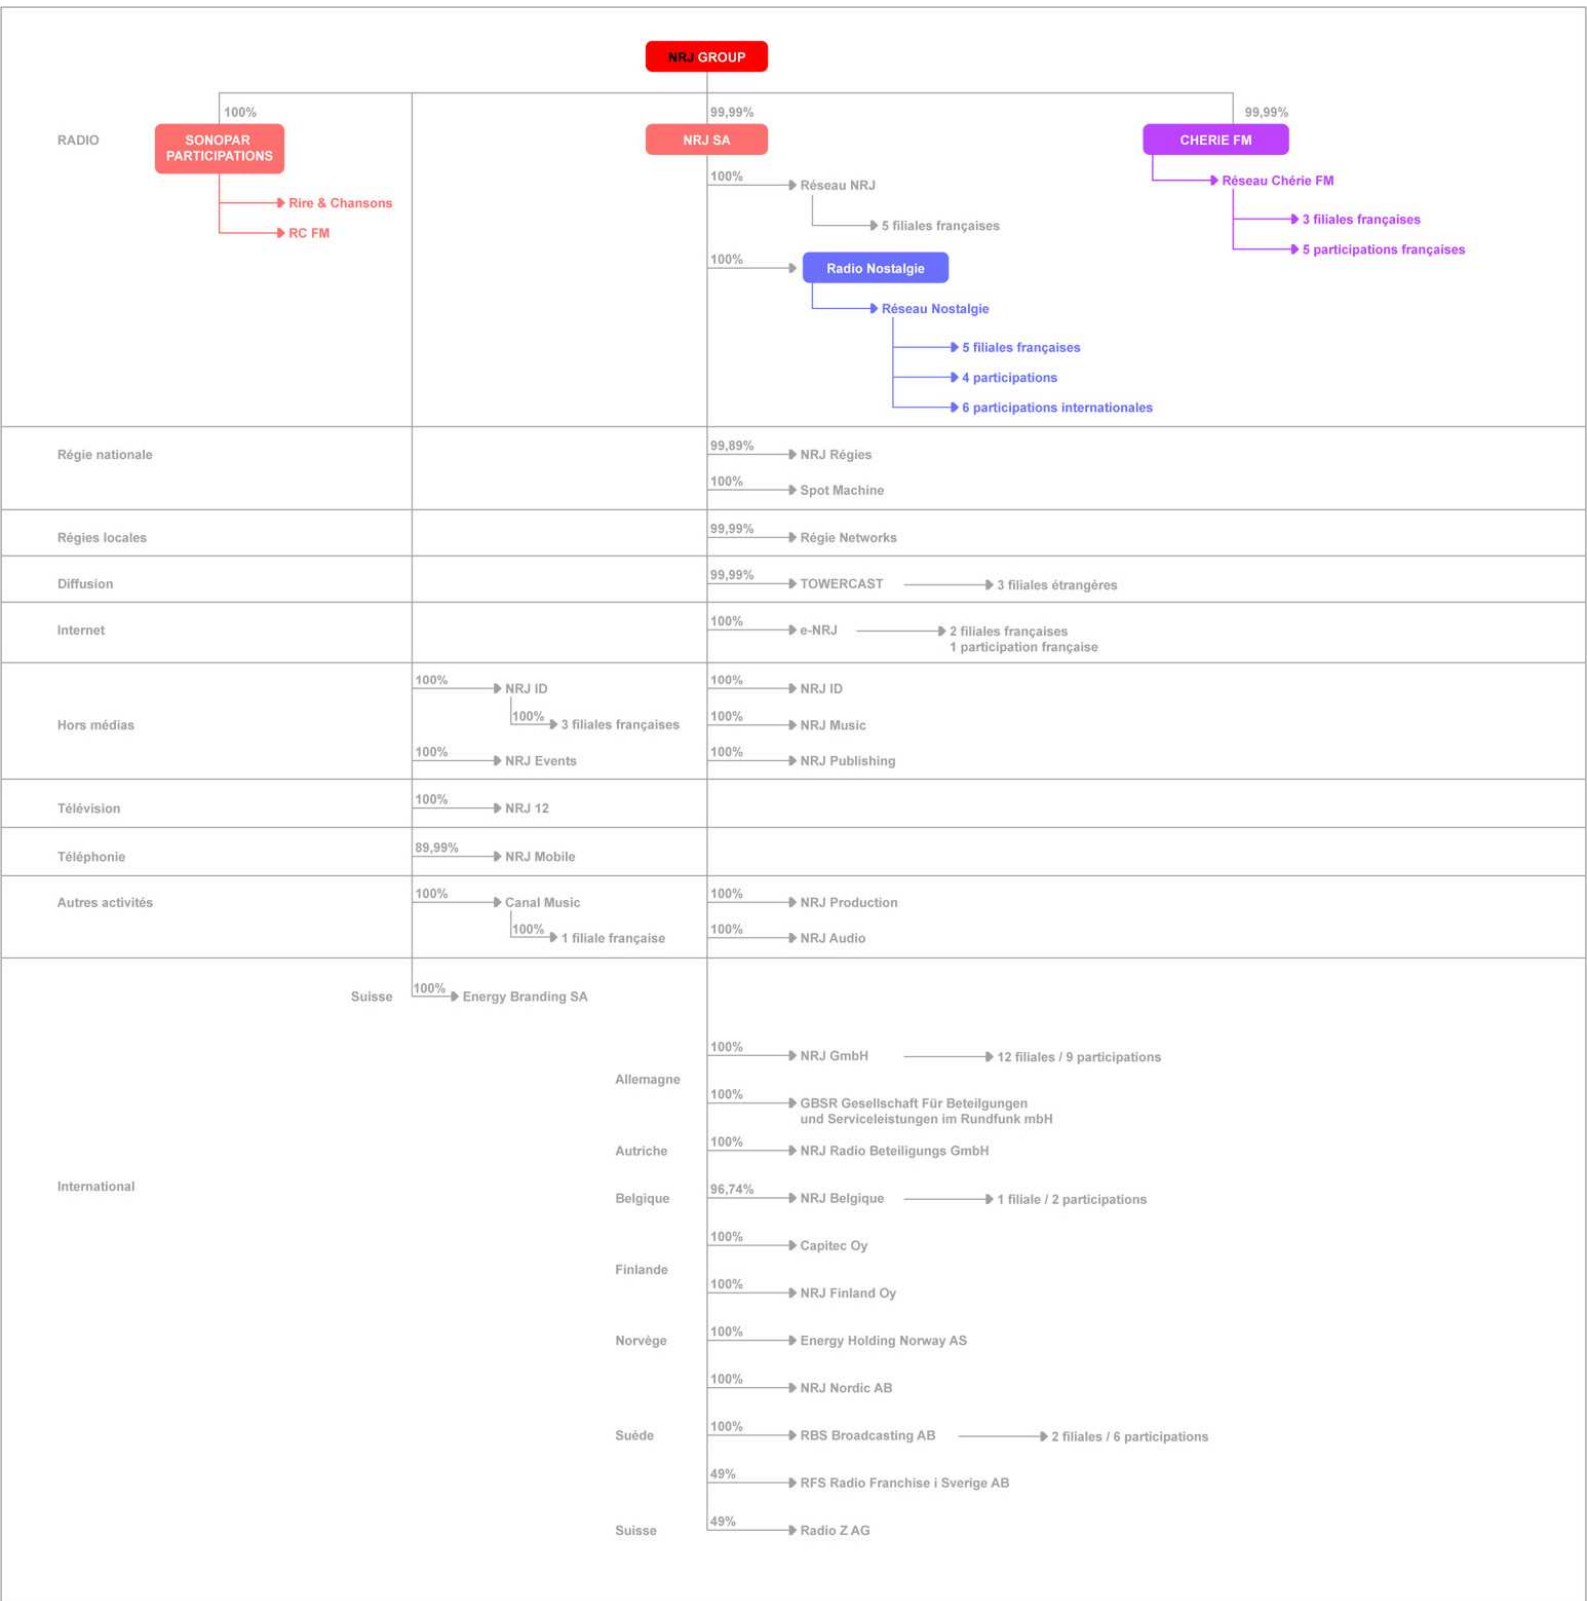 NRJ GROUP
100%
99,99%
99,99%
RADIO
SONOPAR
PARTICIPATIONS
NRJ SA
CHERIE FM
Rire & Chansons
RC FM
100%
Réseau NRJ
5 filiales françaises
100%
Radio Nostalgie
Réseau Nostalgie
5 filiales françaises
4 participations
6 participations internationales
Réseau Chérie FM
3 filiales françaises
5 participations françaises
Régie nationale
99,89%
NRJ Régies
100%
Spot Machine
Régies locales
99,99%
Régie Networks
Diffusion
99,99%
TOWERCAST
3 filiales étrangères
Internet
100%
e-NRJ
2 filiales françaises
1 participation française
Hors médias
100%
NRJ ID
100%
3 filiales françaises
100%
NRJ Events
100%
NRJ ID
100%
NRJ Music
100%
NRJ Publishing
Télévision
100%
NRJ 12
Téléphonie
89,99%
NRJ Mobile
Autres activités
100%
Canal Music
100%
1 filiale française
100%
NRJ Production
100%
NRJ Audio
International
Suisse
100%
Energy Branding SA
Allemagne
100%
NRJ GmbH
12 filiales / 9 participations
100%
GBSR Gesellschaft Für Beteilgungen
und Serviceleistungen im Rundfunk mbH
Autriche
100%
NRJ Radio Beteiligungs GmbH
Belgique
96,74%
NRJ Belgique
1 filiale / 2 participations
Finlande
100%
Capitec Oy
100%
NRJ Finland Oy
Norvège
100%
Energy Holding Norway AS
100%
NRJ Nordic AB
Suède
100%
RBS Broadcasting AB
2 filiales / 6 participations
49%
RFS Radio Franchise i Sverige AB
Suisse
49%
Radio Z AG